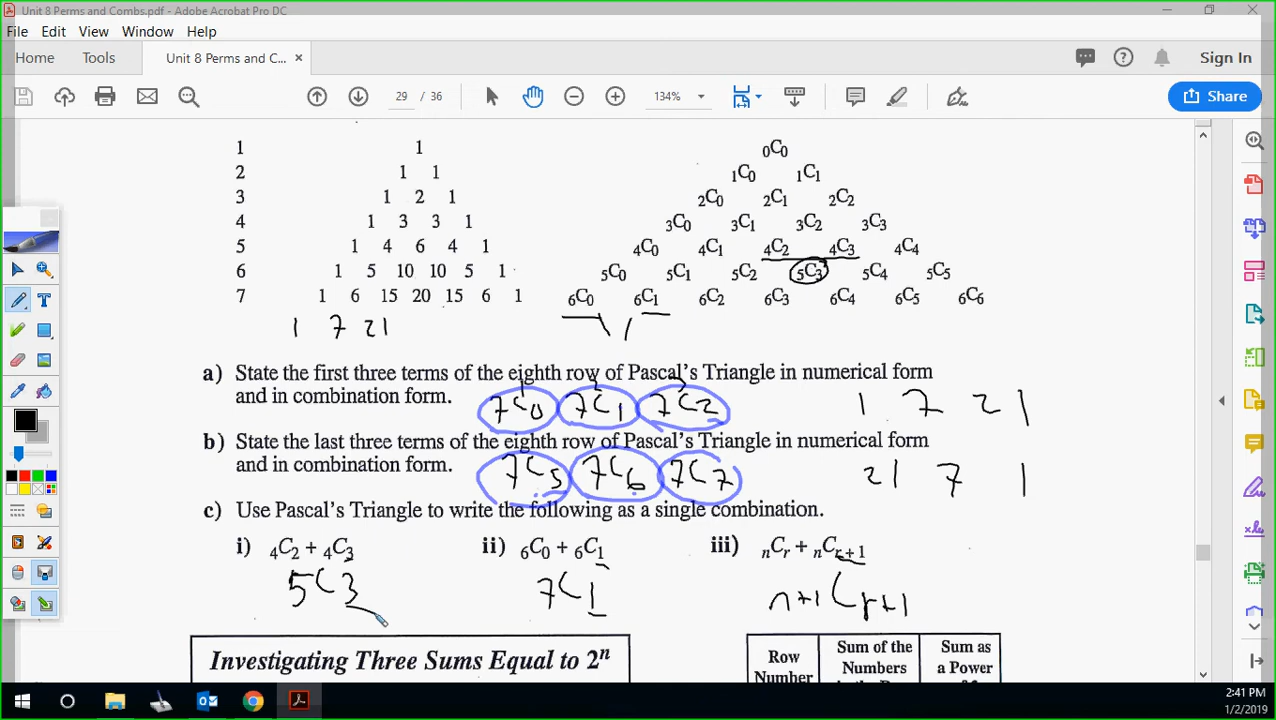 Unit 8 Perms and Combs.pdf - Adobe Acrobat Pro DC
File Edit View Window Help
Home Tools Unit 8 Perms and C... × Sign In
29 / 36 134% Share
1 1 0C0
2 1 1 1C0 1C1
3 1 2 1 2C0 2C1 2C2
4 1 3 3 1 3C0 3C1 3C2 3C3
5 1 4 6 4 1 4C0 4C1 4C2 4C3 4C4
6 1 5 10 10 5 1 5C0 5C1 5C2 5C3 5C4 5C5
7 1 6 15 20 15 6 1 6C0 6C1 6C2 6C3 6C4 6C5 6C6
1 7 21
a) State the first three terms of the eighth row of Pascal's Triangle in numerical form
and in combination form. 7C0 7C1 7C2 1 7 21
b) State the last three terms of the eighth row of Pascal's Triangle in numerical form
and in combination form. 7C5 7C6 7C7 21 7 1
c) Use Pascal's Triangle to write the following as a single combination.
i) 4C2 + 4C3 ii) 6C0 + 6C1 iii) nCr + nCr+1
5C3 7C1 n+1Cr+1
Investigating Three Sums Equal to 2ⁿ
Row Sum of the Sum as
Number Numbers a Power
2:41 PM
1/2/2019